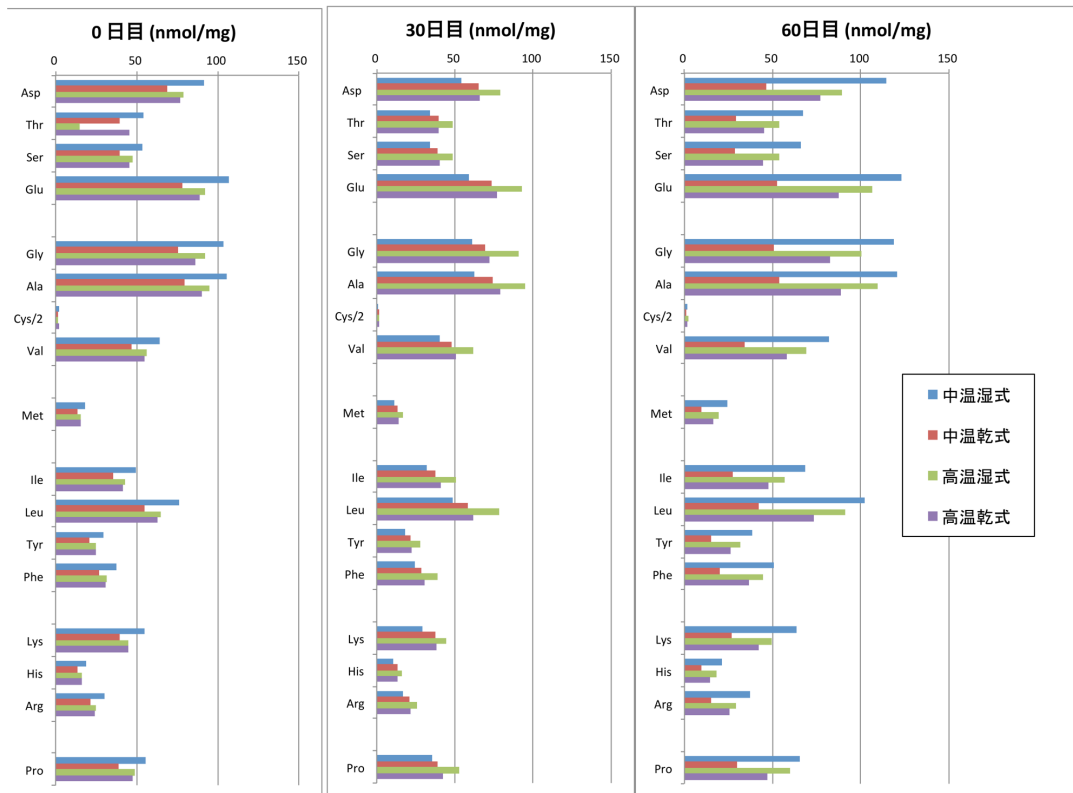 0 日目 (nmol/mg)
0 50 100 150
Asp
Thr
Ser
Glu
Gly
Ala
Cys/2
Val
Met
Ile
Leu
Tyr
Phe
Lys
His
Arg
Pro
30日目 (nmol/mg)
0 50 100 150
Asp
Thr
Ser
Glu
Gly
Ala
Cys/2
Val
Met
Ile
Leu
Tyr
Phe
Lys
His
Arg
Pro
60日目 (nmol/mg)
0 50 100 150
Asp
Thr
Ser
Glu
Gly
Ala
Cys/2
Val
Met
Ile
Leu
Tyr
Phe
Lys
His
Arg
Pro
中温湿式
中温乾式
高温湿式
高温乾式